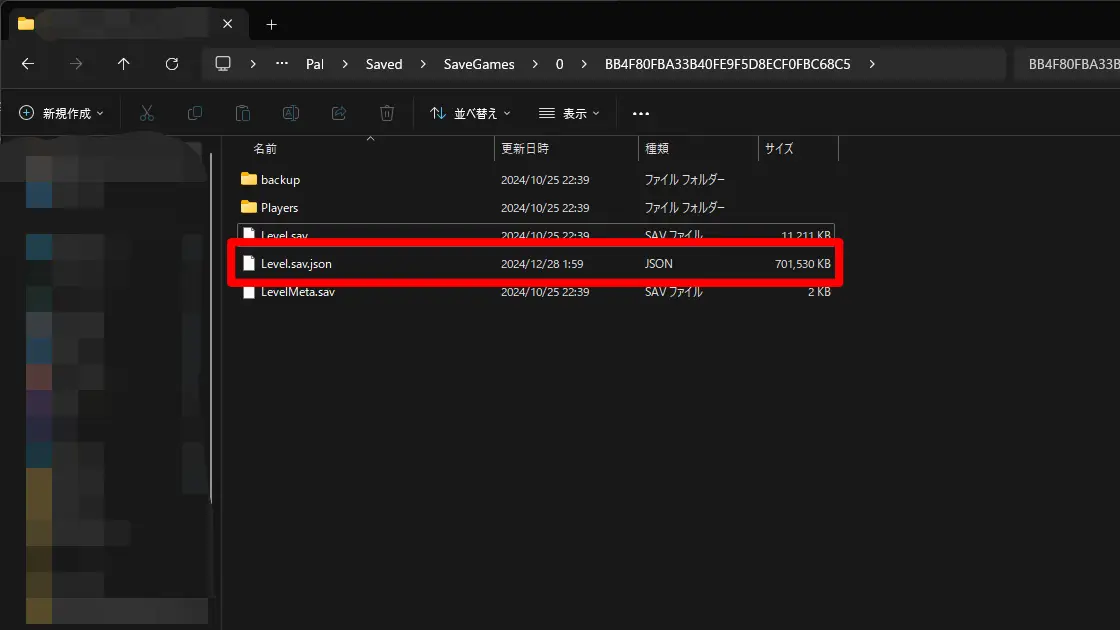 Pal Saved SaveGames 0 BB4F80FBA33B40FE9F5D8ECF0FBC68C5 BB4F80FBA33B
新規作成 並べ替え 表示
名前 更新日時 種類 サイズ
backup 2024/10/25 22:39 ファイル フォルダー
Players 2024/10/25 22:39 ファイル フォルダー
Level.sav 2024/10/25 22:39 SAV ファイル 11,211 KB
Level.sav.json 2024/12/28 1:59 JSON 701,530 KB
LevelMeta.sav 2024/10/25 22:39 SAV ファイル 2 KB